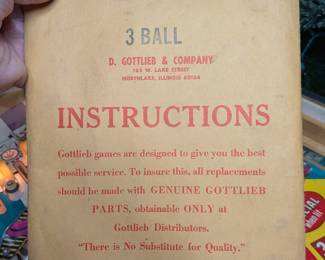 3 BALL
D. GOTTLIEB & COMPANY
165 W. LAKE STREET
NORTHLAKE, ILLINOIS 60164
INSTRUCTIONS
Gottlieb games are designed to give you the best
possible service. To insure this, all replacements
should be made with GENUINE GOTTLIEB
PARTS, obtainable ONLY at
Gottlieb Distributors.
"There is No Substitute for Quality."